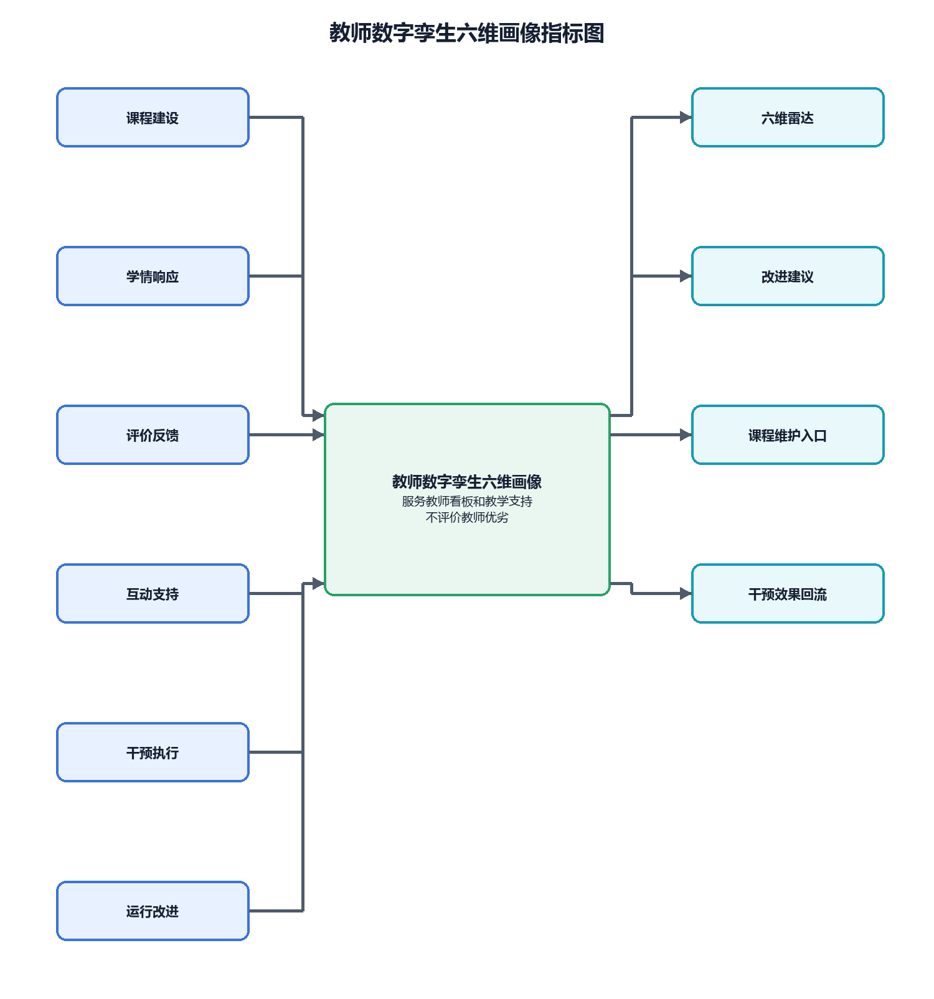 教师数字孪生六维画像指标图
课程建设
学情响应
评价反馈
互动支持
干预执行
运行改进
教师数字孪生六维画像
服务教师看板和教学支持
不评价教师优劣
六维雷达
改进建议
课程维护入口
干预效果回流